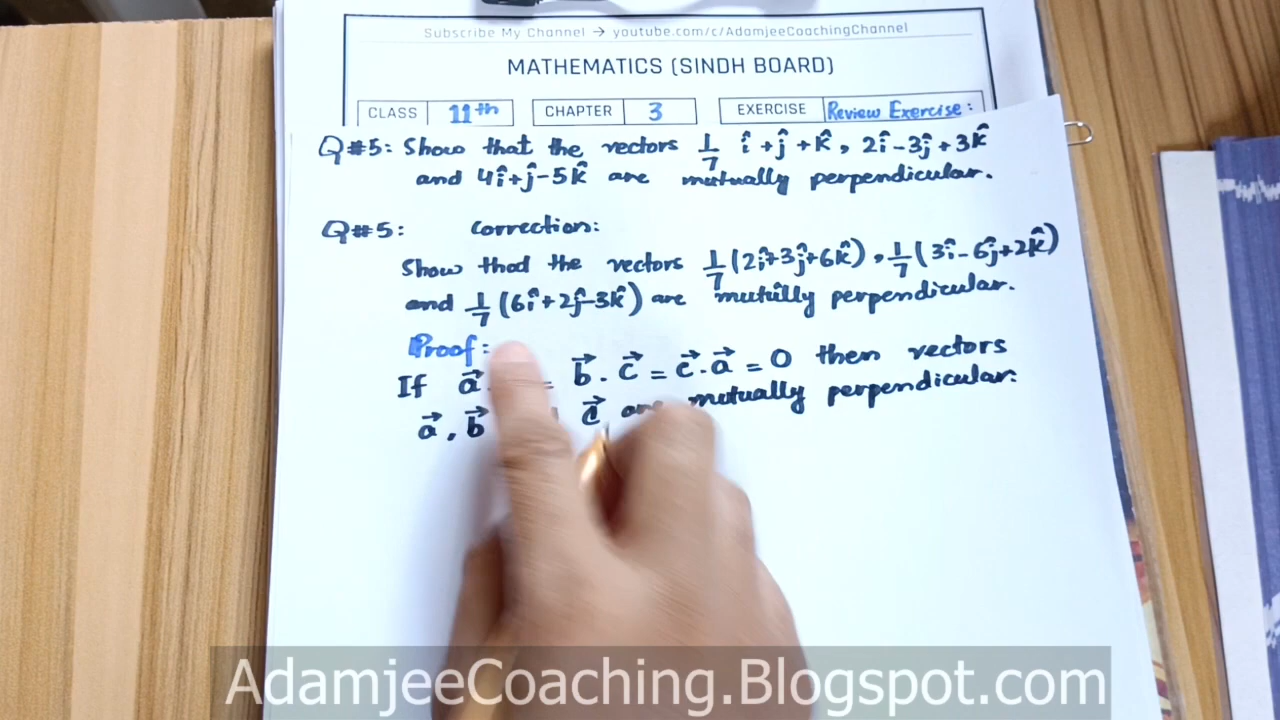 Subscribe My Channel → youtube.com/c/AdamjeeCoachingChannel
MATHEMATICS (SINDH BOARD)
CLASS 11th CHAPTER 3 EXERCISE Review Exercise:
Q#5: Show that the vectors 1/7 î+ĵ+k̂, 2î-3ĵ+3k̂
and 4î+ĵ-5k̂ are mutually perpendicular.
Q#5: Correction:
Show that the vectors 1/7(2î+3ĵ+6k̂), 1/7(3î-6ĵ+2k̂)
and 1/7(6î+2ĵ-3k̂) are mutully perpendicular.
Proof:
If a⃗. = b⃗.c⃗ = c⃗.a⃗ = 0 then vectors
a⃗, b⃗ c⃗ are mutually perpendicular.
AdamjeeCoaching.Blogspot.com